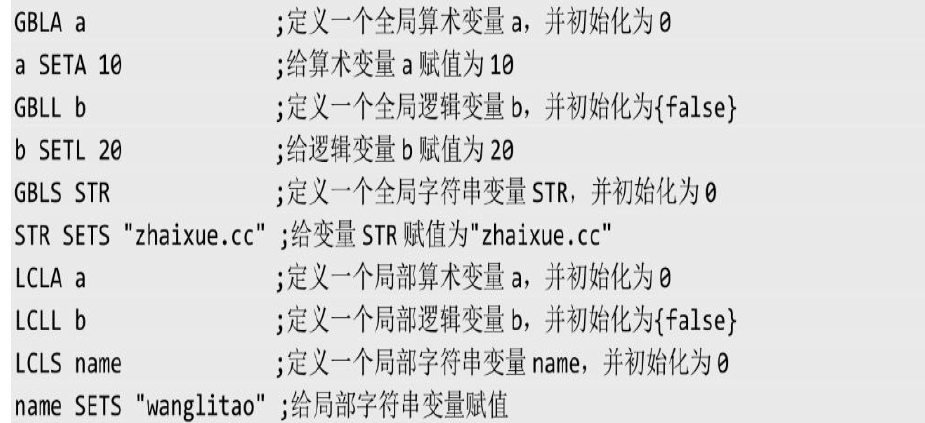 GBLA a ;定义一个全局算术变量 a，并初始化为 0
a SETA 10 ;给算术变量 a 赋值为 10
GBLL b ;定义一个全局逻辑变量 b，并初始化为{false}
b SETL 20 ;给逻辑变量 b 赋值为 20
GBLS STR ;定义一个全局字符串变量 STR，并初始化为 0
STR SETS "zhaixue.cc" ;给变量 STR 赋值为"zhaixue.cc"
LCLA a ;定义一个局部算术变量 a，并初始化为 0
LCLL b ;定义一个局部逻辑变量 b，并初始化为{false}
LCLS name ;定义一个局部字符串变量 name，并初始化为 0
name SETS "wanglitao" ;给局部字符串变量赋值